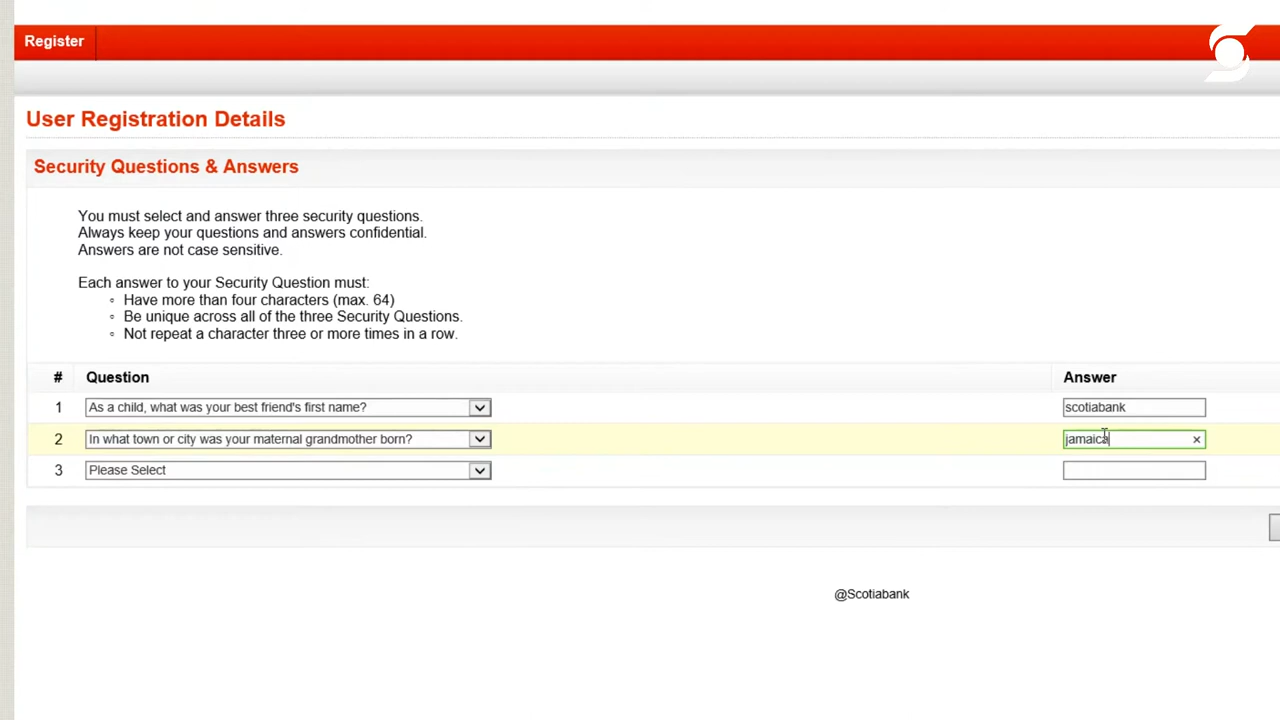 Register
User Registration Details
Security Questions & Answers
You must select and answer three security questions.
Always keep your questions and answers confidential.
Answers are not case sensitive.
Each answer to your Security Question must:
Have more than four characters (max. 64)
Be unique across all of the three Security Questions.
Not repeat a character three or more times in a row.
# Question Answer
1 As a child, what was your best friend's first name? scotiabank
2 In what town or city was your maternal grandmother born? jamaica
3 Please Select
@Scotiabank